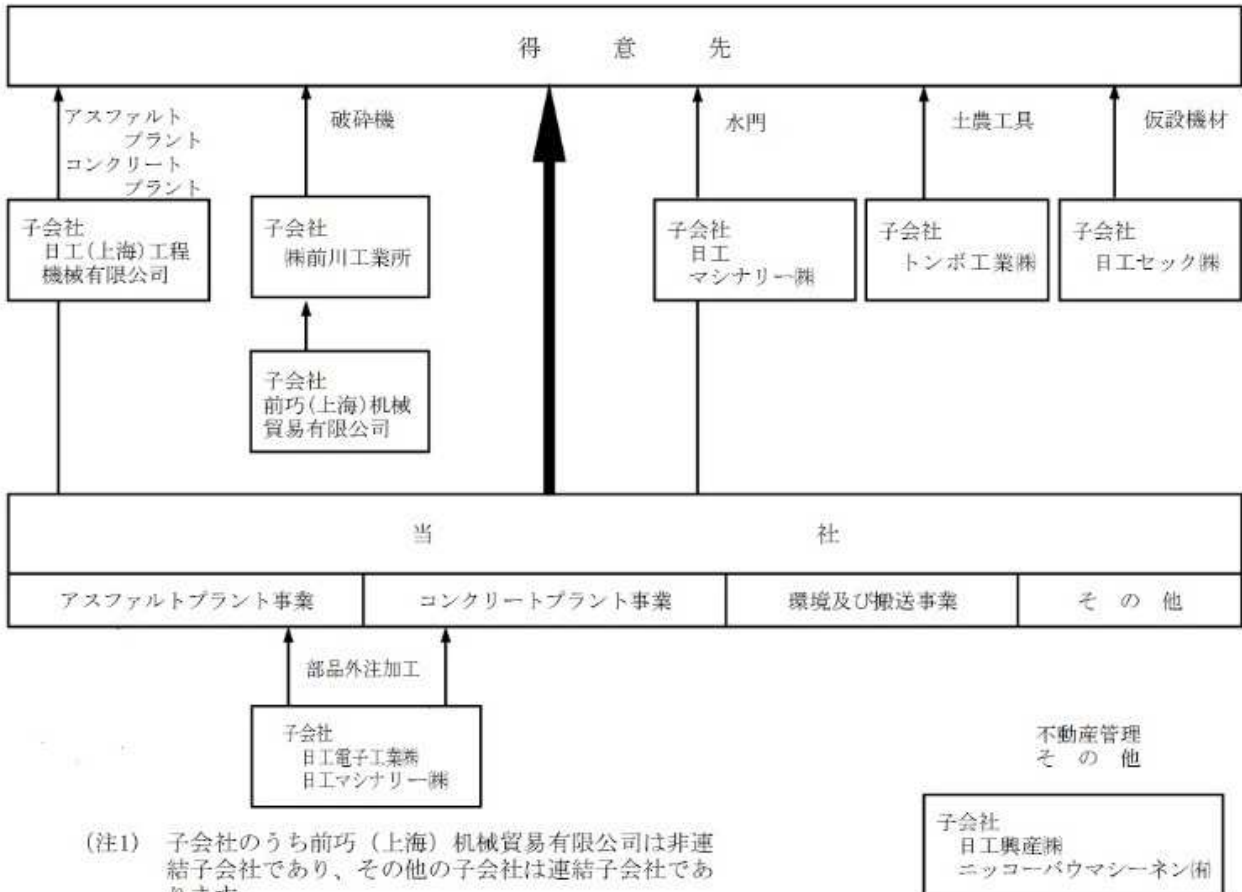 得　意　先
アスファルト
プラント
コンクリート
プラント
破砕機
水門
土農工具
仮設機材
子会社
日工(上海)工程
機械有限公司
子会社
㈱前川工業所
子会社
日工
マシナリー㈱
子会社
トンボ工業㈱
子会社
日工セック㈱
子会社
前巧(上海)机械
貿易有限公司
当　社
アスファルトプラント事業
コンクリートプラント事業
環境及び搬送事業
そ の 他
部品外注加工
子会社
日工電子工業㈱
日工マシナリー㈱
不動産管理
そ の 他
子会社
日工興産㈱
ニッコーバウマシーネン㈲
(注1) 子会社のうち前巧（上海）机械貿易有限公司は非連
結子会社であり、その他の子会社は連結子会社であ
ります